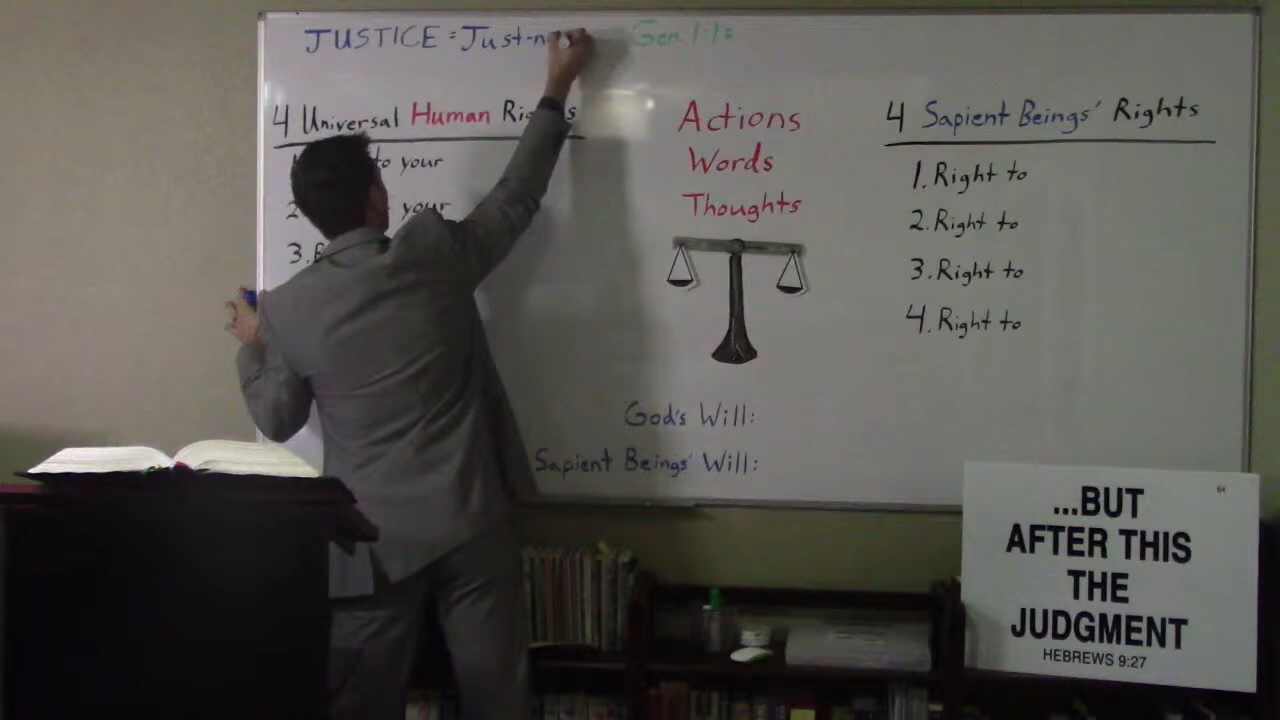 JUSTICE = Just-n
Gen. 1:1=
4 Universal Human
to your
2
your
3.
Actions
Words
Thoughts
4 Sapient Beings' Rights
1. Right to
2. Right to
3. Right to
4. Right to
God's Will:
Sapient Beings' Will:
...BUT
AFTER THIS
THE
JUDGMENT
HEBREWS 9:27